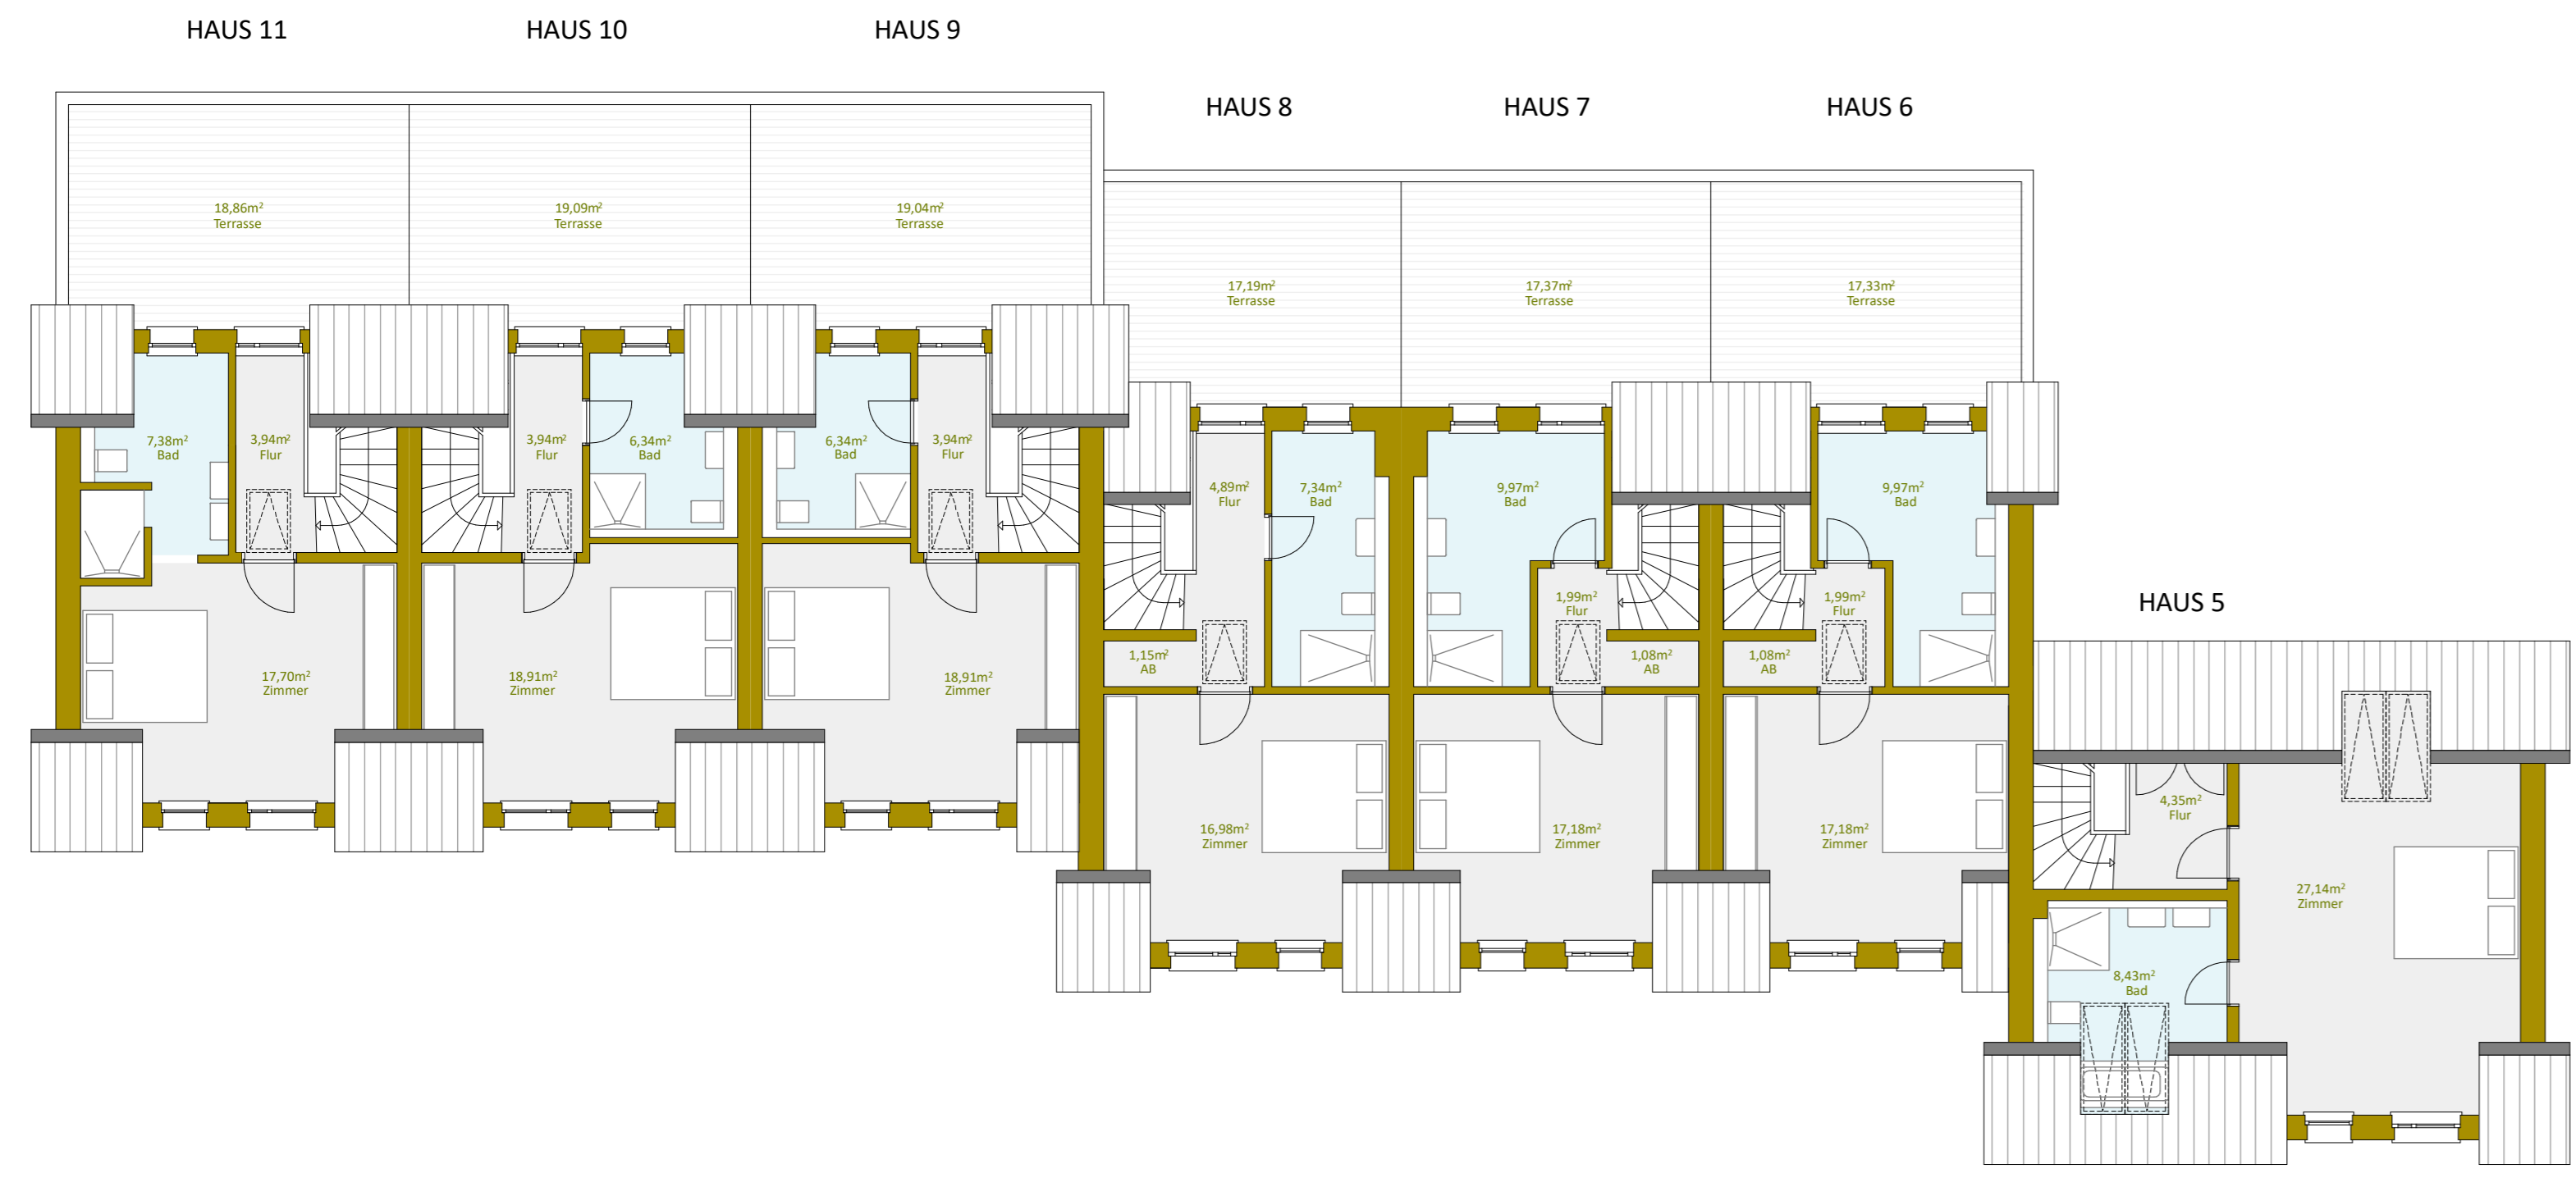 HAUS 11
HAUS 10
HAUS 9
HAUS 8
HAUS 7
HAUS 6
HAUS 5
18,86m²
Terrasse
19,09m²
Terrasse
19,04m²
Terrasse
17,19m²
Terrasse
17,37m²
Terrasse
17,33m²
Terrasse
7,38m²
Bad
3,94m²
Flur
3,94m²
Flur
6,34m²
Bad
6,34m²
Bad
3,94m²
Flur
4,89m²
Flur
7,34m²
Bad
9,97m²
Bad
9,97m²
Bad
1,99m²
Flur
1,99m²
Flur
1,15m²
AB
1,08m²
AB
1,08m²
AB
17,70m²
Zimmer
18,91m²
Zimmer
18,91m²
Zimmer
16,98m²
Zimmer
17,18m²
Zimmer
17,18m²
Zimmer
4,35m²
Flur
27,14m²
Zimmer
8,43m²
Bad